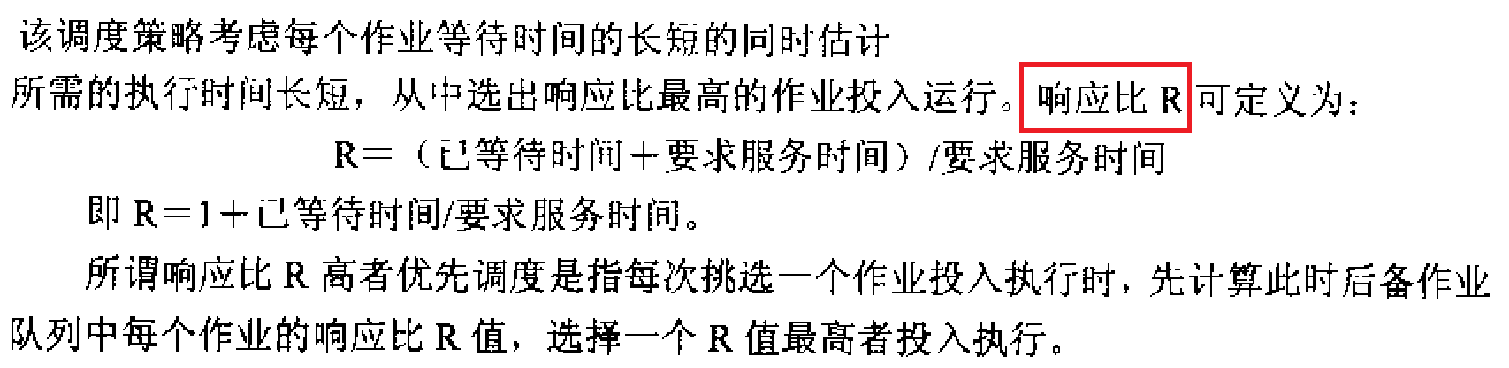 该调度策略考虑每个作业等待时间的长短的同时估计
所需的执行时间长短，从中选出响应比最高的作业投入运行。响应比 R 可定义为：
R＝（已等待时间＋要求服务时间）/要求服务时间
即 R＝1＋已等待时间/要求服务时间。
所谓响应比 R 高者优先调度是指每次挑选一个作业投入执行时，先计算此时后备作业
队列中每个作业的响应比 R 值，选择一个 R 值最高者投入执行。